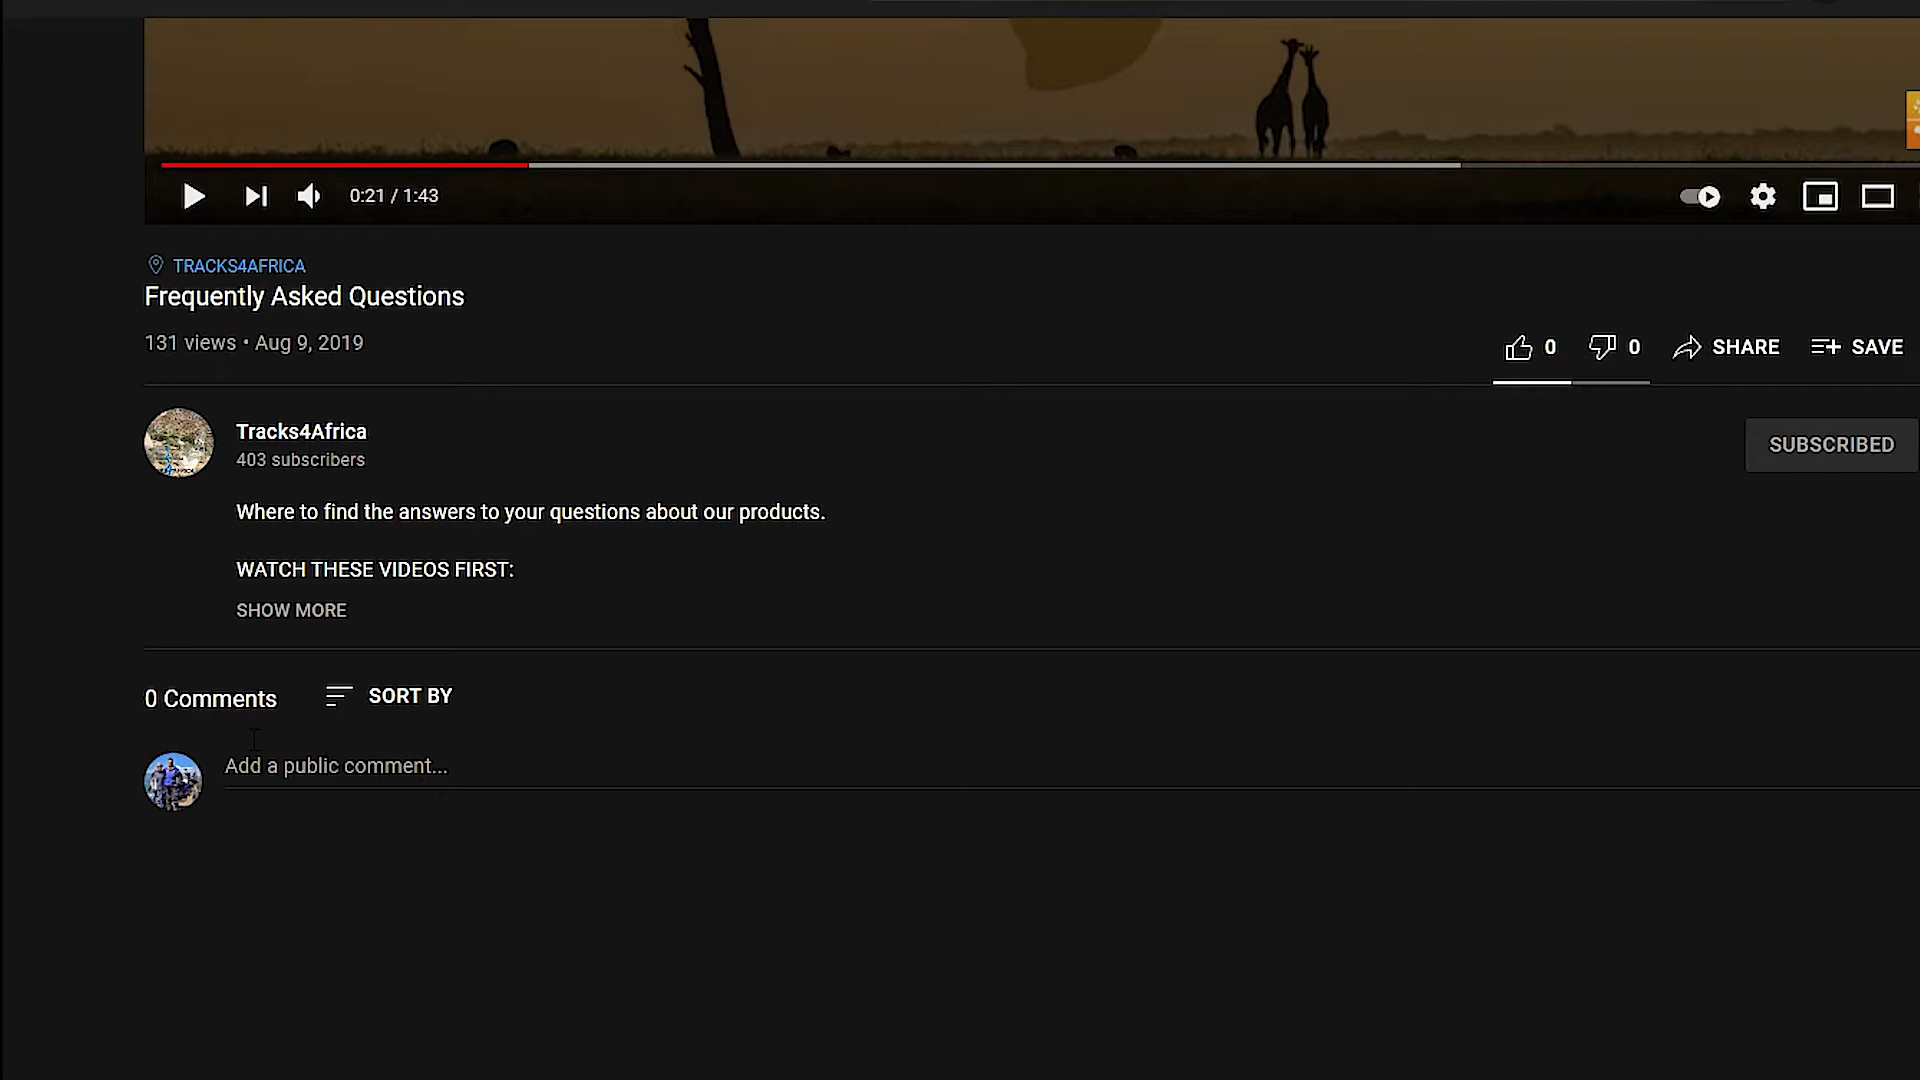 0:21 / 1:43
TRACKS4AFRICA
Frequently Asked Questions
131 views • Aug 9, 2019
0
0
SHARE
SAVE
Tracks4Africa
403 subscribers
SUBSCRIBED
Where to find the answers to your questions about our products.
WATCH THESE VIDEOS FIRST:
SHOW MORE
0 Comments
SORT BY
Add a public comment...